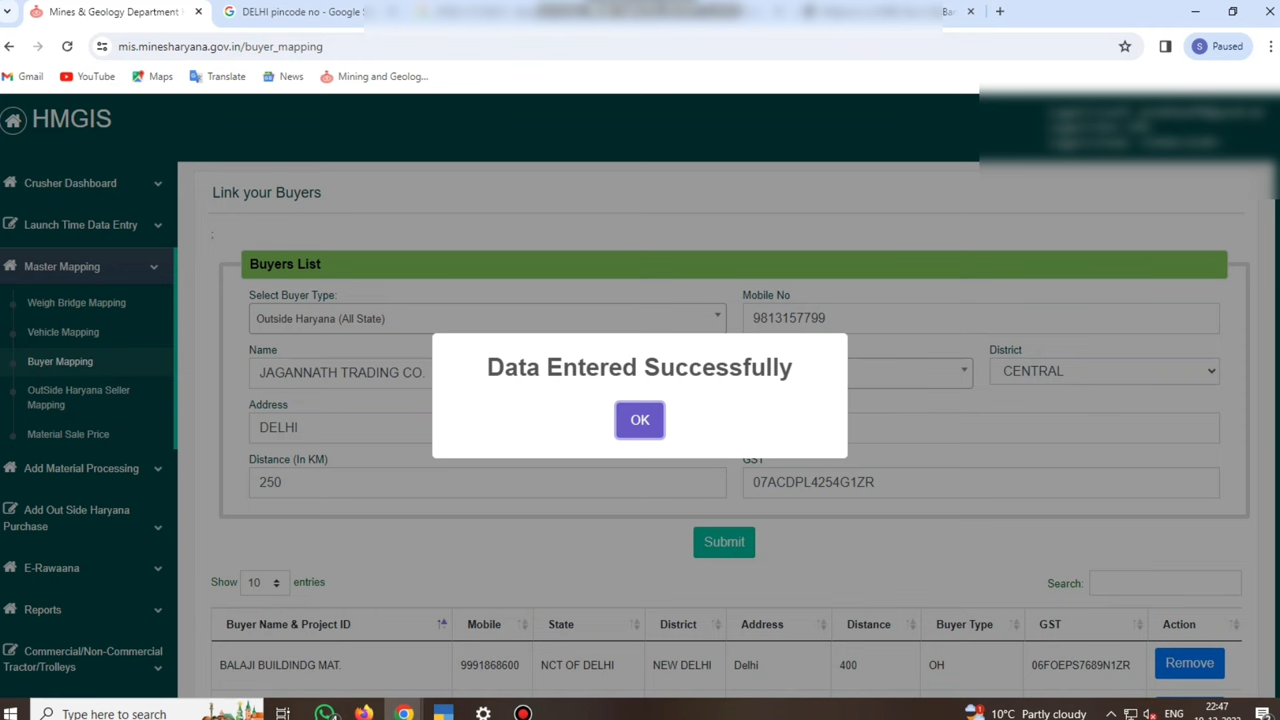 Mines & Geology Department
DELHI pincode no - Google S
mis.minesharyana.gov.in/buyer_mapping
S Paused
Gmail YouTube Maps Translate News Mining and Geolog...
HMGIS
Crusher Dashboard
Launch Time Data Entry
Master Mapping
Weigh Bridge Mapping
Vehicle Mapping
Buyer Mapping
OutSide Haryana Seller
Mapping
Material Sale Price
Add Material Processing
Add Out Side Haryana
Purchase
E-Rawaana
Reports
Commercial/Non-Commercial
Tractor/Trolleys
Link your Buyers
;
Buyers List
Select Buyer Type:
Mobile No
Outside Haryana (All State)
9813157799
Name
District
JAGANNATH TRADING CO.
CENTRAL
Address
DELHI
Distance (In KM)
GST
250
07ACDPL4254G1ZR
Data Entered Successfully
OK
Submit
Show 10 entries
Search:
Buyer Name & Project ID Mobile State District Address Distance Buyer Type GST Action
BALAJI BUILDINDG MAT. 9991868600 NCT OF DELHI NEW DELHI Delhi 400 OH 06FOEPS7689N1ZR Remove
Type here to search
10°C Partly cloudy
ENG
22:47